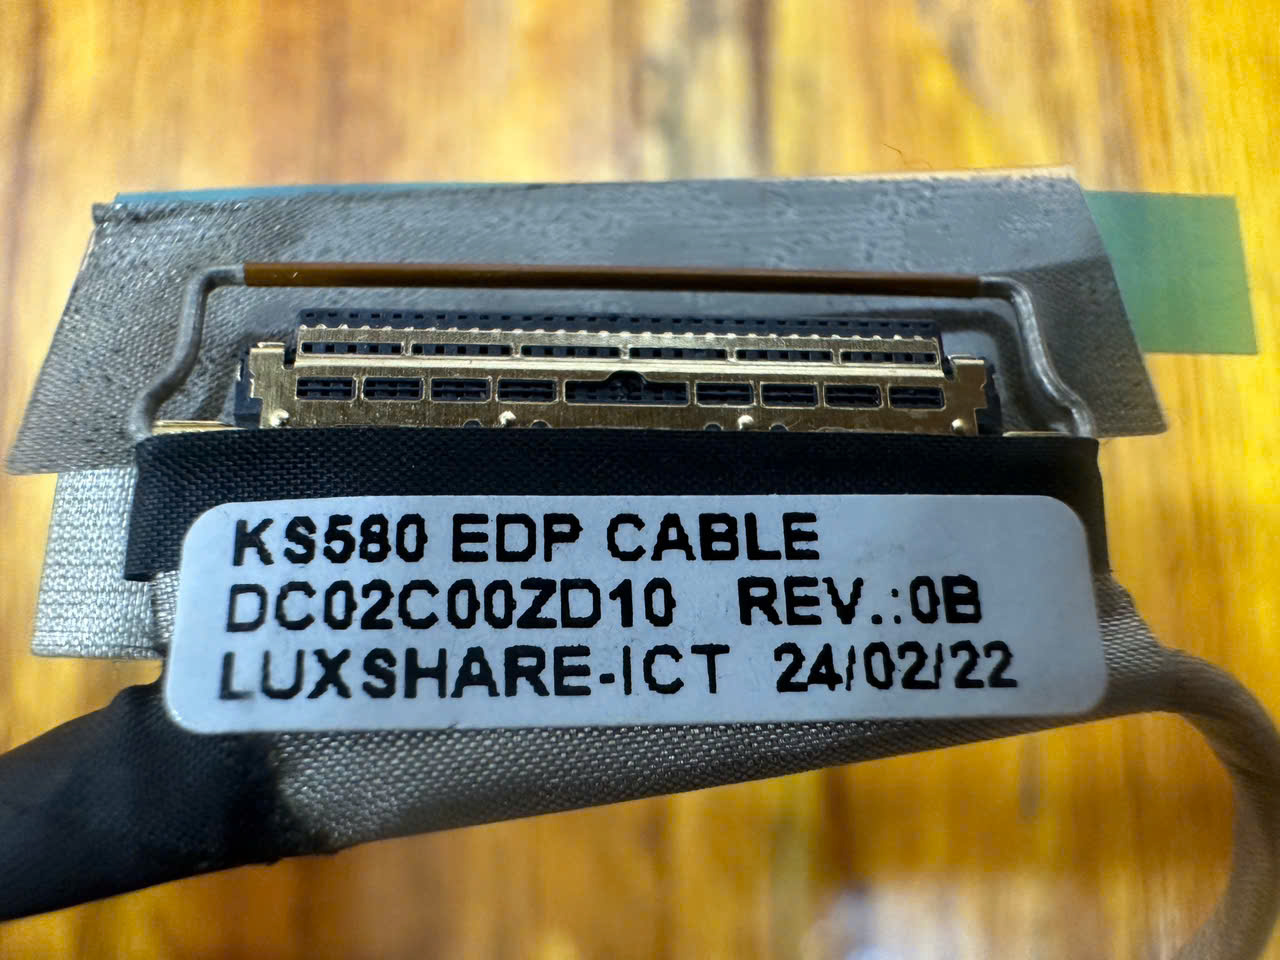 KS580 EDP CABLE
DC02C00ZD10 REV.:0B
LUXSHARE-ICT 24/02/22